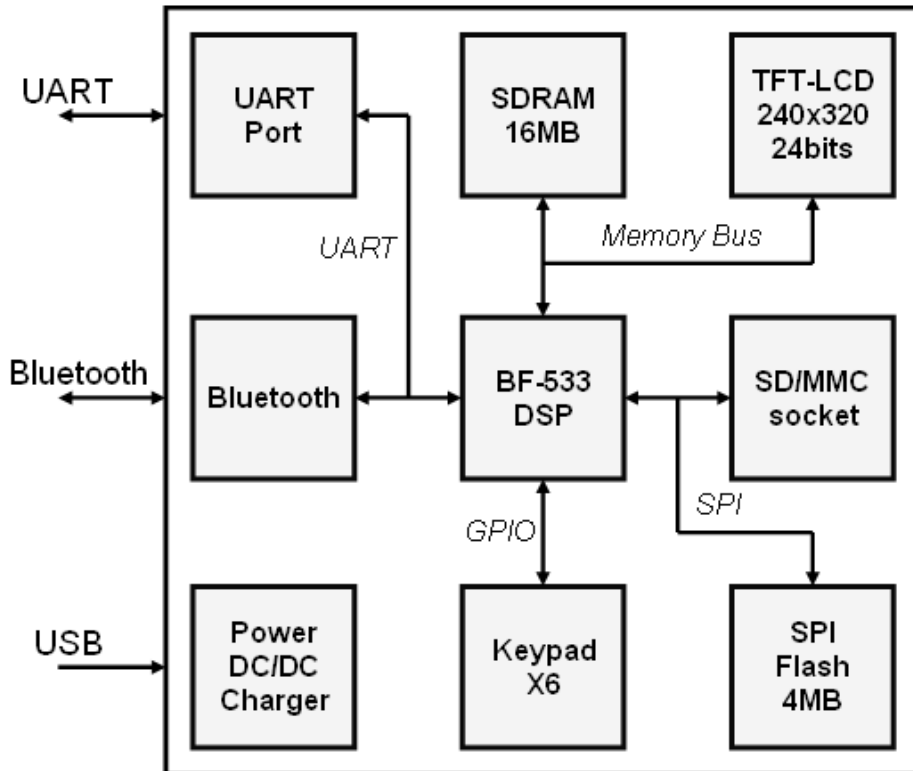 UART
UART
Port
SDRAM
16MB
TFT-LCD
240x320
24bits
UART
Memory Bus
Bluetooth
Bluetooth
BF-533
DSP
SD/MMC
socket
GPIO
SPI
USB
Power
DC/DC
Charger
Keypad
X6
SPI
Flash
4MB